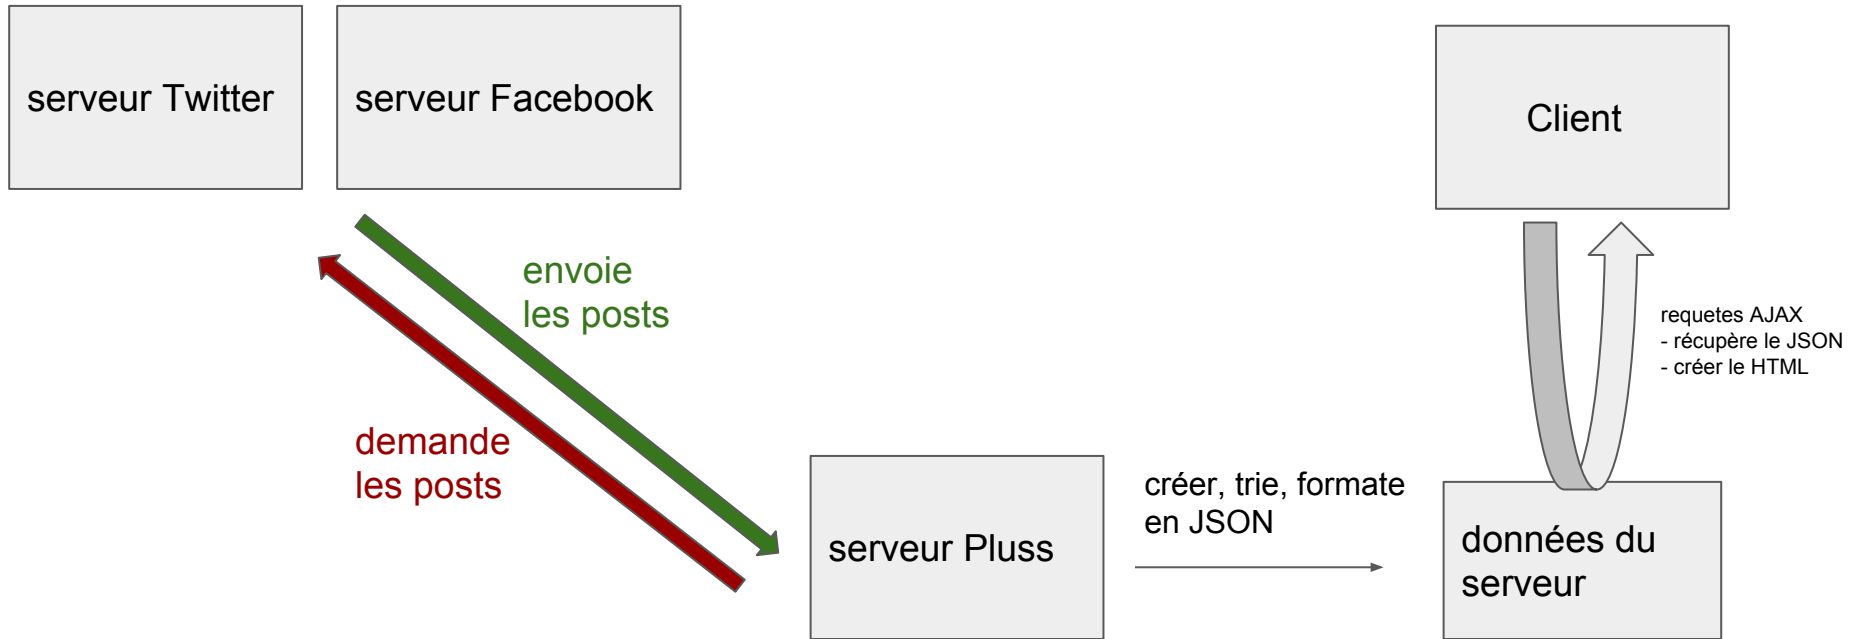 serveur Twitter
serveur Facebook
Client
envoie
les posts
requetes AJAX
- récupère le JSON
- créer le HTML
demande
les posts
serveur Pluss
créer, trie, formate
en JSON
données du
serveur